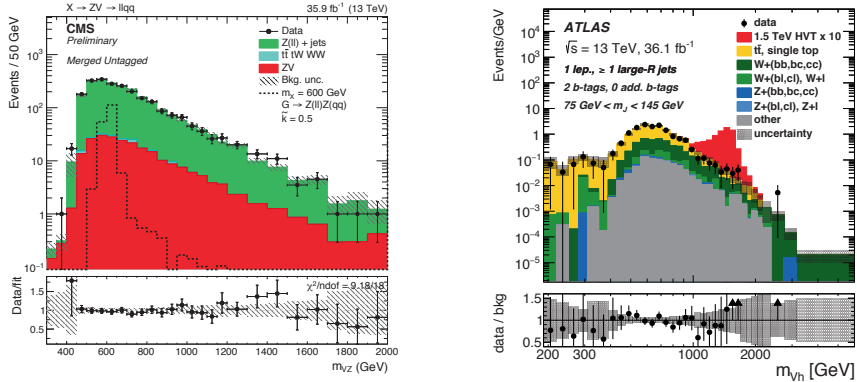 X → ZV → llqq
35.9 fb⁻¹ (13 TeV)
CMS
Preliminary
Merged Untagged
Data
Z(ll) + jets
tt̄ tW WW
ZV
Bkg. unc.
m_X = 600 GeV
G → Z(ll)Z(qq)
k̃ = 0.5
Events / 50 GeV
10³
10²
10
1
10⁻¹
χ²/ndof = 9.18/18
Data/fit
1.5
1.0
0.5
400 600 800 1000 1200 1400 1600 1800 2000
m_VZ (GeV)
ATLAS
√s = 13 TeV, 36.1 fb⁻¹
1 lep., ≥ 1 large-R jets
2 b-tags, 0 add. b-tags
75 GeV < m_J < 145 GeV
data
1.5 TeV HVT x 10
tt̄, single top
W+(bb,bc,cc)
W+(bl,cl), W+l
Z+(bb,bc,cc)
Z+(bl,cl), Z+l
other
uncertainty
Events/GeV
10⁴
10³
10²
10
1
10⁻¹
10⁻²
10⁻³
10⁻⁴
10⁻⁵
data / bkg
1.5
1
0.5
200 300 1000 2000
m_Vh [GeV]